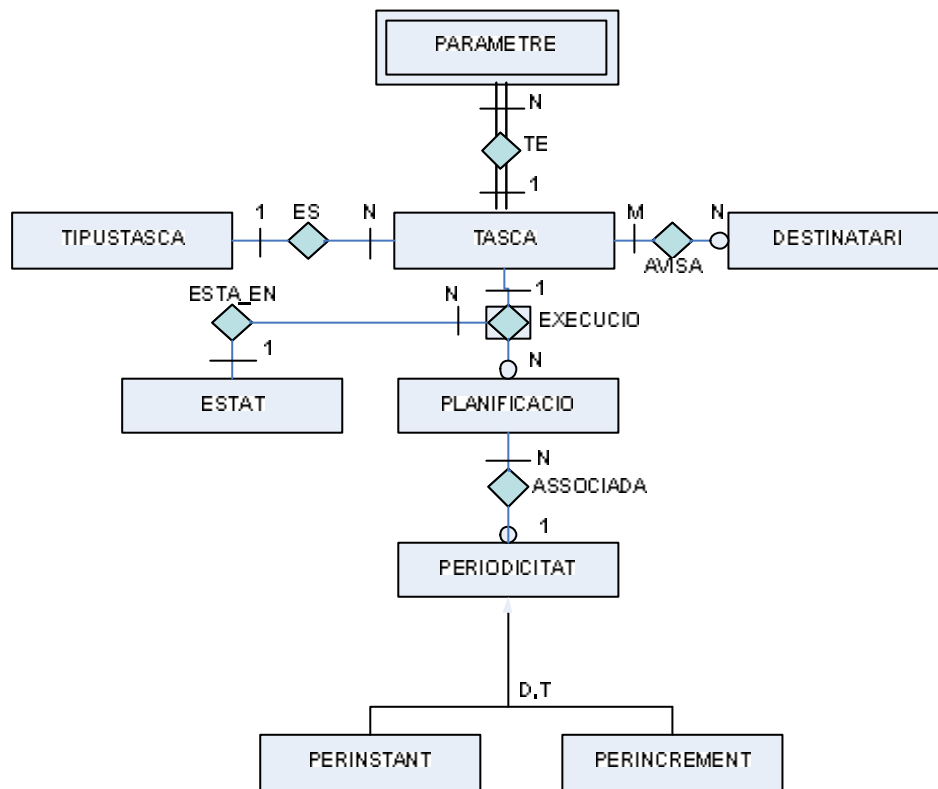 PARAMETRE
N
TE
1
1
ES
N
M
N
TIPUSTASCA
TASCA
DESTINATARI
AVISA
ESTA_EN
N
1
EXECUCIO
1
N
ESTAT
PLANIFICACIO
N
ASSOCIADA
1
PERIODICITAT
D,T
PERINSTANT
PERINCREMENT